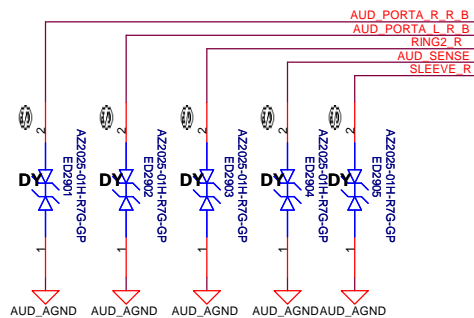 AUD_PORTA_R_R_B
AUD_PORTA_L_R_B
RING2_R
AUD_SENSE
SLEEVE_R
2
2
2
2
2
AZ2025-01H-R7G-GP
ED2901
AZ2025-01H-R7G-GP
ED2902
AZ2025-01H-R7G-GP
ED2903
AZ2025-01H-R7G-GP
ED2904
AZ2025-01H-R7G-GP
ED2905
DY
DY
DY
DY
DY
1
1
1
1
1
AUD_AGND
AUD_AGND
AUD_AGND
AUD_AGND
AUD_AGND